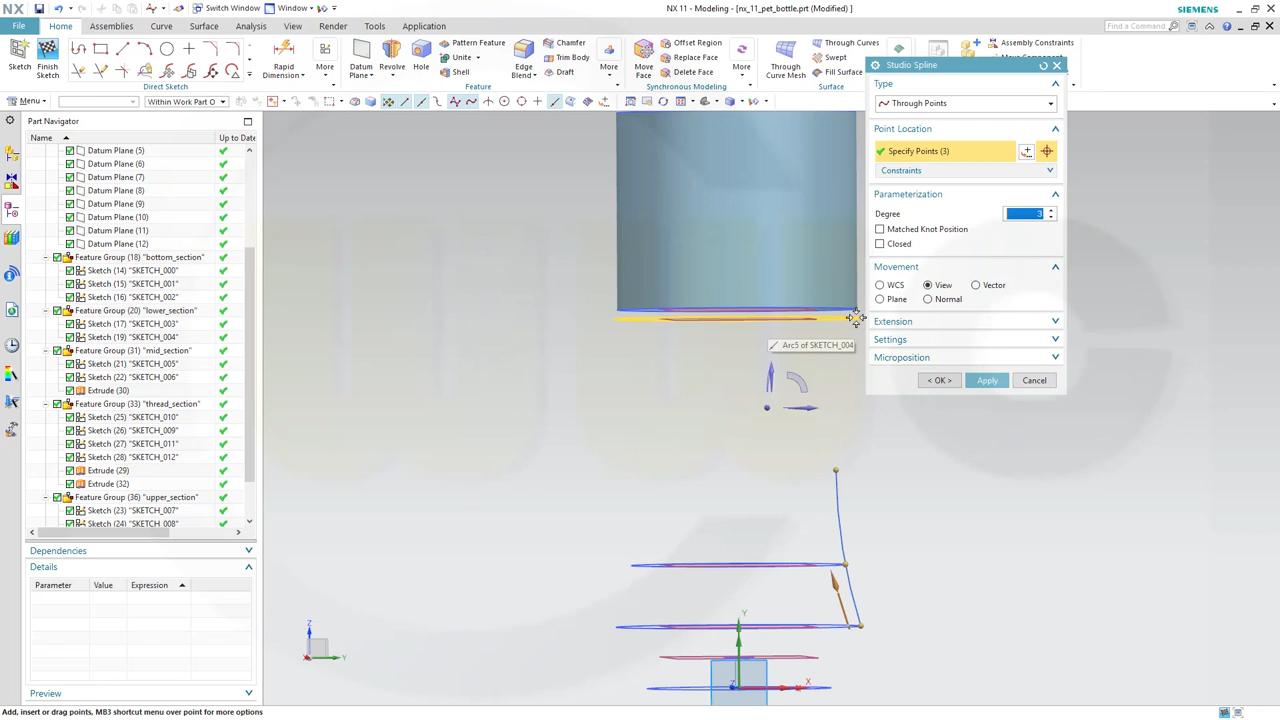 Switch Window Window NX 11 - Modeling - [nx_11_pet_bottle.prt (Modified) ] SIEMENS
File Home Assemblies Curve Surface Analysis View Render Tools Application Find a Command
Sketch Finish Sketch Rapid Dimension More Datum Plane Revolve Hole Pattern Feature Unite Shell Edge Blend Chamfer Trim Body Draft More Move Face Offset Region Replace Face Delete Face More Through Curve Mesh Through Curves Swept Fill Surface Assembly Constraints
Direct Sketch Feature Synchronous Modeling Surface
Menu Within Work Part O
Studio Spline
Type
Through Points
Point Location
Specify Points (3)
Constraints
Parameterization
Degree 3
Matched Knot Position
Closed
Movement
WCS View Vector
Plane Normal
Extension
Settings
Microposition
< OK > Apply Cancel
Part Navigator
Name Up to Date
Datum Plane (5)
Datum Plane (6)
Datum Plane (7)
Datum Plane (8)
Datum Plane (9)
Datum Plane (10)
Datum Plane (11)
Datum Plane (12)
Feature Group (18) "bottom_section"
Sketch (14) "SKETCH_000"
Sketch (15) "SKETCH_001"
Sketch (16) "SKETCH_002"
Feature Group (20) "lower_section"
Sketch (17) "SKETCH_003"
Sketch (19) "SKETCH_004"
Feature Group (31) "mid_section"
Sketch (21) "SKETCH_005"
Sketch (22) "SKETCH_006"
Extrude (30)
Feature Group (33) "thread_section"
Sketch (25) "SKETCH_010"
Sketch (26) "SKETCH_009"
Sketch (27) "SKETCH_011"
Sketch (28) "SKETCH_012"
Extrude (29)
Extrude (32)
Feature Group (36) "upper_section"
Sketch (23) "SKETCH_007"
Sketch (24) "SKETCH_008"
Dependencies
Details
Parameter Value Expression
Preview
Arc5 of SKETCH_004
Z
Y
X
Y
Z
X
Add, insert or drag points, MB3 shortcut menu over point for more options